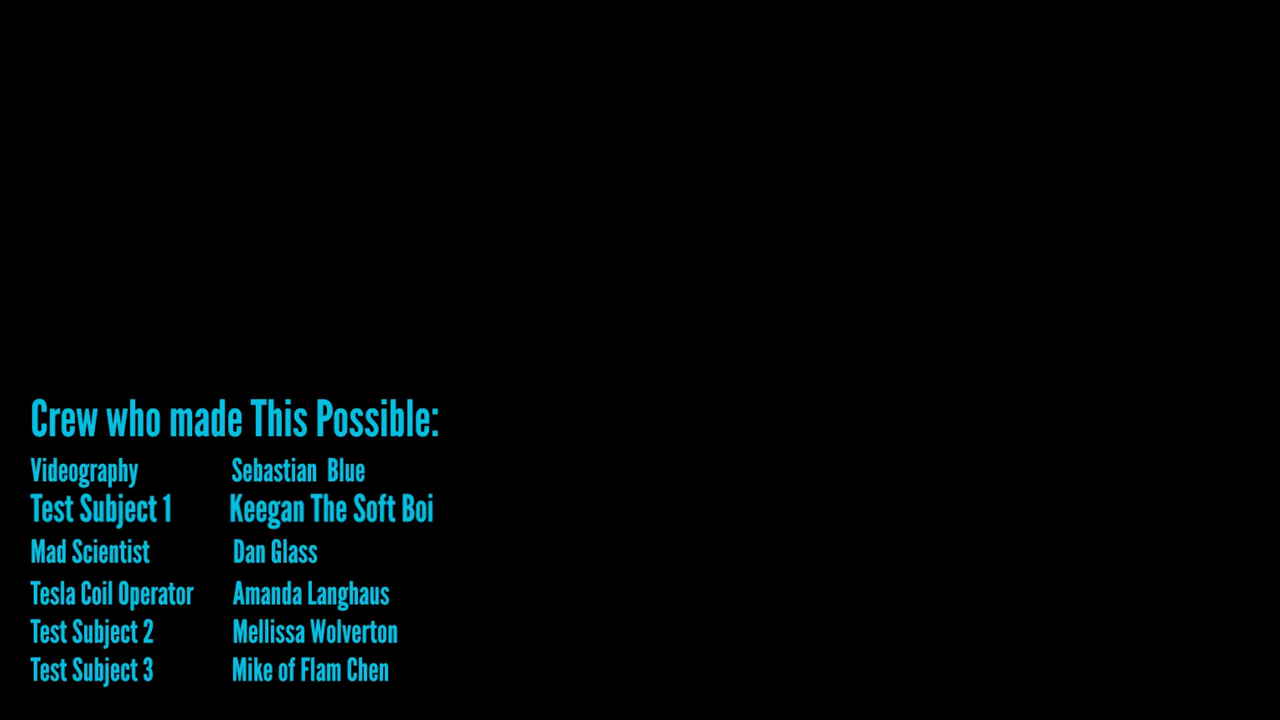 Crew who made This Possible:
Videography Sebastian Blue
Test Subject 1 Keegan The Soft Boi
Mad Scientist Dan Glass
Tesla Coil Operator Amanda Langhaus
Test Subject 2 Mellissa Wolverton
Test Subject 3 Mike of Flam Chen